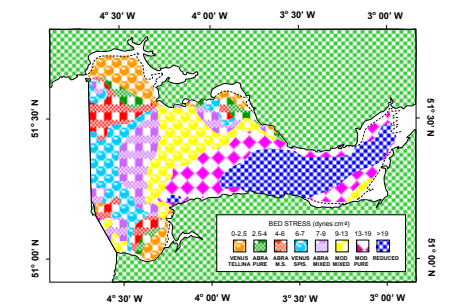 4° 30' W 4° 00' W 3° 30' W 3° 00' W
51° 30' N 51° 30' N
BED STRESS (dynes cm²)
0-2.5 2.5-4 4-6 6-7 7-9 9-13 13-19 >19
VENUS ABRA ABRA VENUS ABRA MOD MOD REDUCED
TELLINA PURE M.S. SPIS. MIXED MIXED PURE
51° 00' N 51° 00' N
4° 30' W 4° 00' W 3° 30' W 3° 00' W